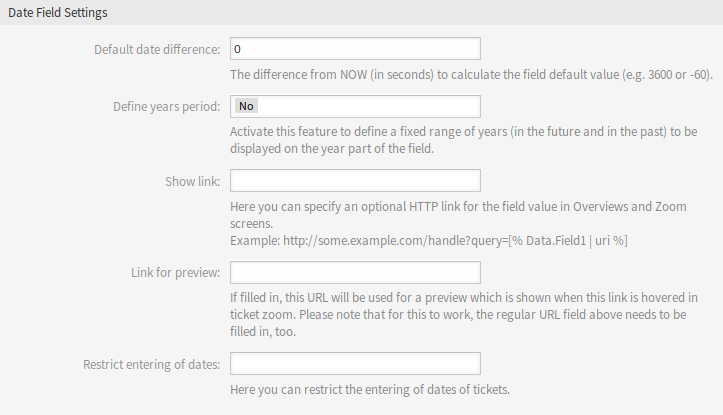 Date Field Settings
Default date difference: 0
The difference from NOW (in seconds) to calculate the field default value (e.g. 3600 or -60).
Define years period: No
Activate this feature to define a fixed range of years (in the future and in the past) to be
displayed on the year part of the field.
Show link:
Here you can specify an optional HTTP link for the field value in Overviews and Zoom
screens.
Example: http://some.example.com/handle?query=[% Data.Field1 | uri %]
Link for preview:
If filled in, this URL will be used for a preview which is shown when this link is hovered in
ticket zoom. Please note that for this to work, the regular URL field above needs to be
filled in, too.
Restrict entering of dates:
Here you can restrict the entering of dates of tickets.